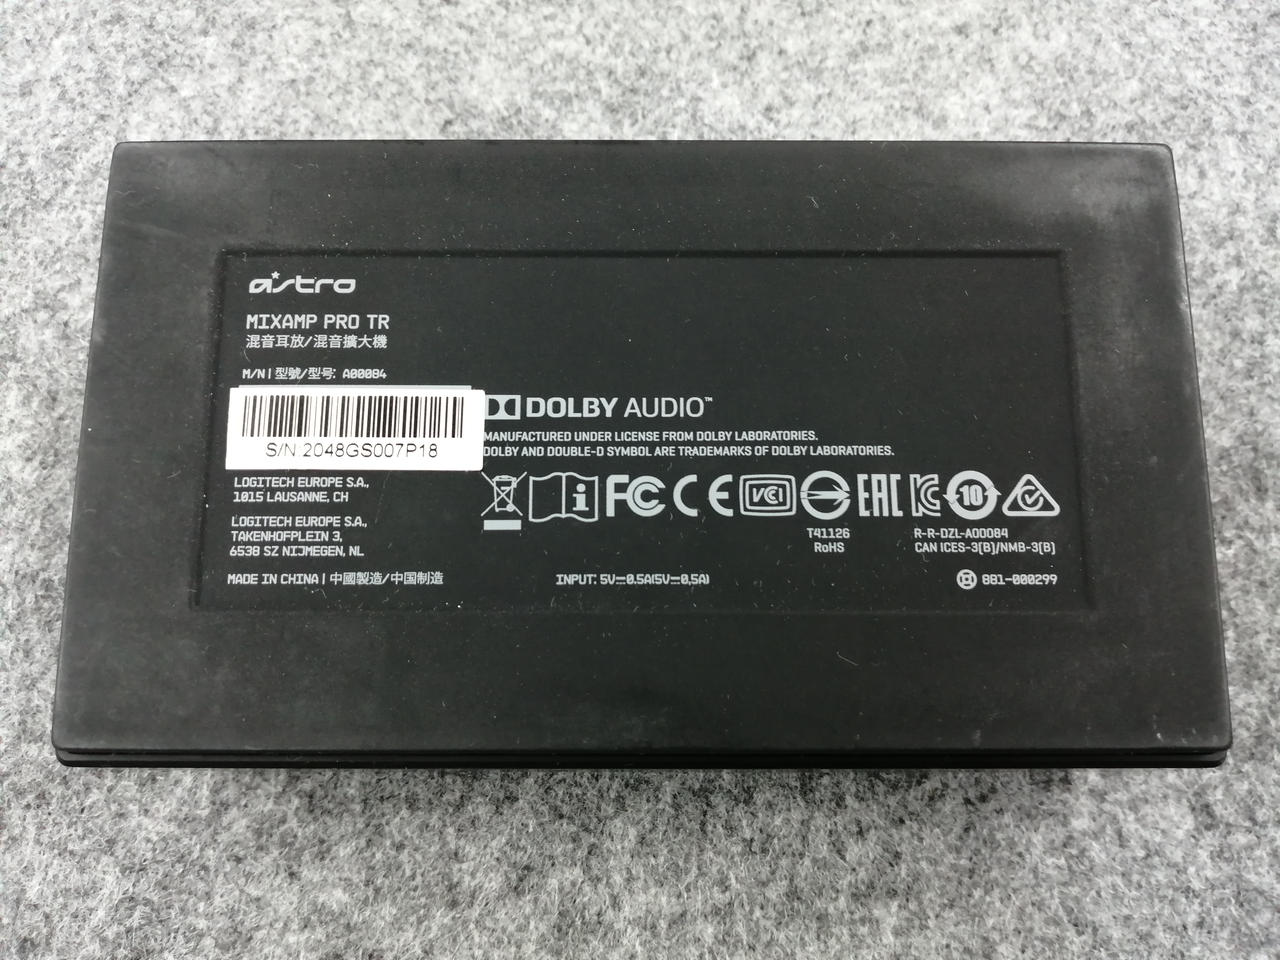 astro
MIXAMP PRO TR
混音耳放/混音擴大機
M/N | 型號/型号: A00084
S/N:2048GS007P18
DOLBY AUDIO™
MANUFACTURED UNDER LICENSE FROM DOLBY LABORATORIES.
DOLBY AND DOUBLE-D SYMBOL ARE TRADEMARKS OF DOLBY LABORATORIES.
LOGITECH EUROPE S.A.,
1015 LAUSANNE, CH
LOGITECH EUROPE S.A.,
TAKENHOFPLEIN 3,
6538 SZ NIJMEGEN, NL
FC CE VCI EAC KC 10
T41126
RoHS
R-R-DZL-A00084
CAN ICES-3(B)/NMB-3(B)
MADE IN CHINA | 中國製造/中国制造
INPUT: 5V⎓0.5A(5V⎓0,5A)
881-000299